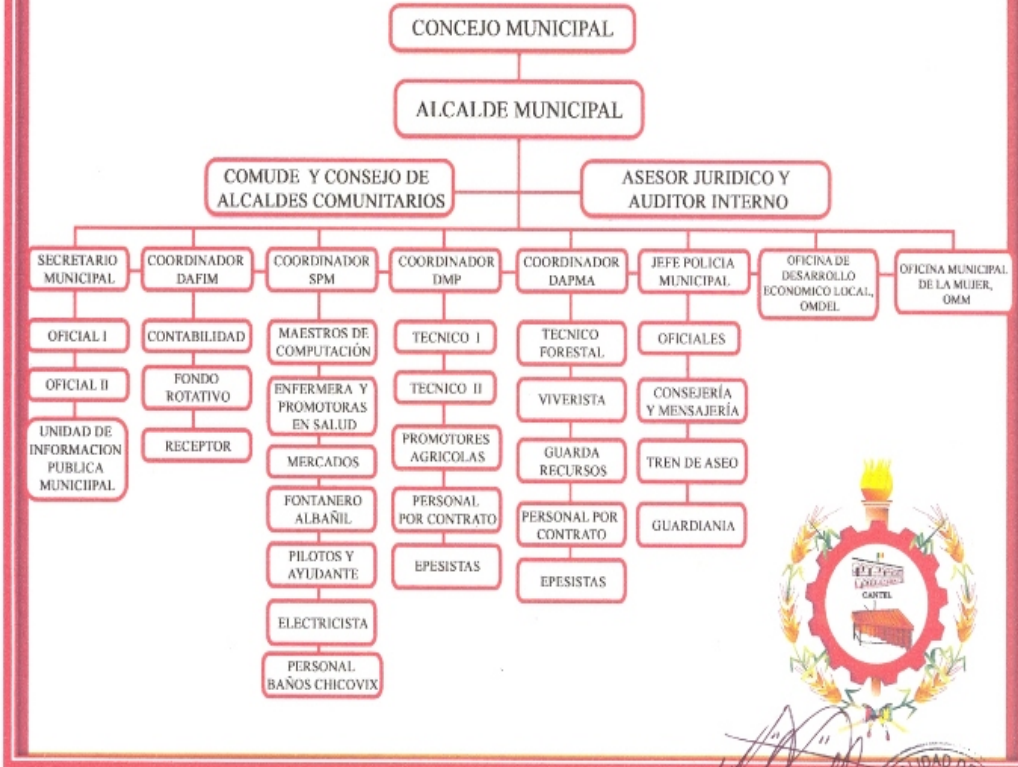 CONCEJO MUNICIPAL
ALCALDE MUNICIPAL
COMUDE Y CONSEJO DE
ALCALDES COMUNITARIOS
ASESOR JURIDICO Y
AUDITOR INTERNO
SECRETARIO
MUNICIPAL
COORDINADOR
DAFIM
COORDINADOR
SPM
COORDINADOR
DMP
COORDINADOR
DAPMA
JEFE POLICIA
MUNICIPAL
OFICINA DE
DESARROLLO
ECONOMICO LOCAL,
OMDEL
OFICINA MUNICIPAL
DE LA MUJER,
OMM
OFICIAL I
OFICIAL II
UNIDAD DE
INFORMACION
PUBLICA
MUNICIIPAL
CONTABILIDAD
FONDO
ROTATIVO
RECEPTOR
MAESTROS DE
COMPUTACIÓN
ENFERMERA Y
PROMOTORAS
EN SALUD
MERCADOS
FONTANERO
ALBAÑIL
PILOTOS Y
AYUDANTE
ELECTRICISTA
PERSONAL
BAÑOS CHICOVIX
TECNICO I
TECNICO II
PROMOTORES
AGRICOLAS
PERSONAL
POR CONTRATO
EPESISTAS
TECNICO
FORESTAL
VIVERISTA
GUARDA
RECURSOS
PERSONAL POR
CONTRATO
EPESISTAS
OFICIALES
CONSEJERÍA
Y MENSAJERÍA
TREN DE ASEO
GUARDIANIA
CANTEL